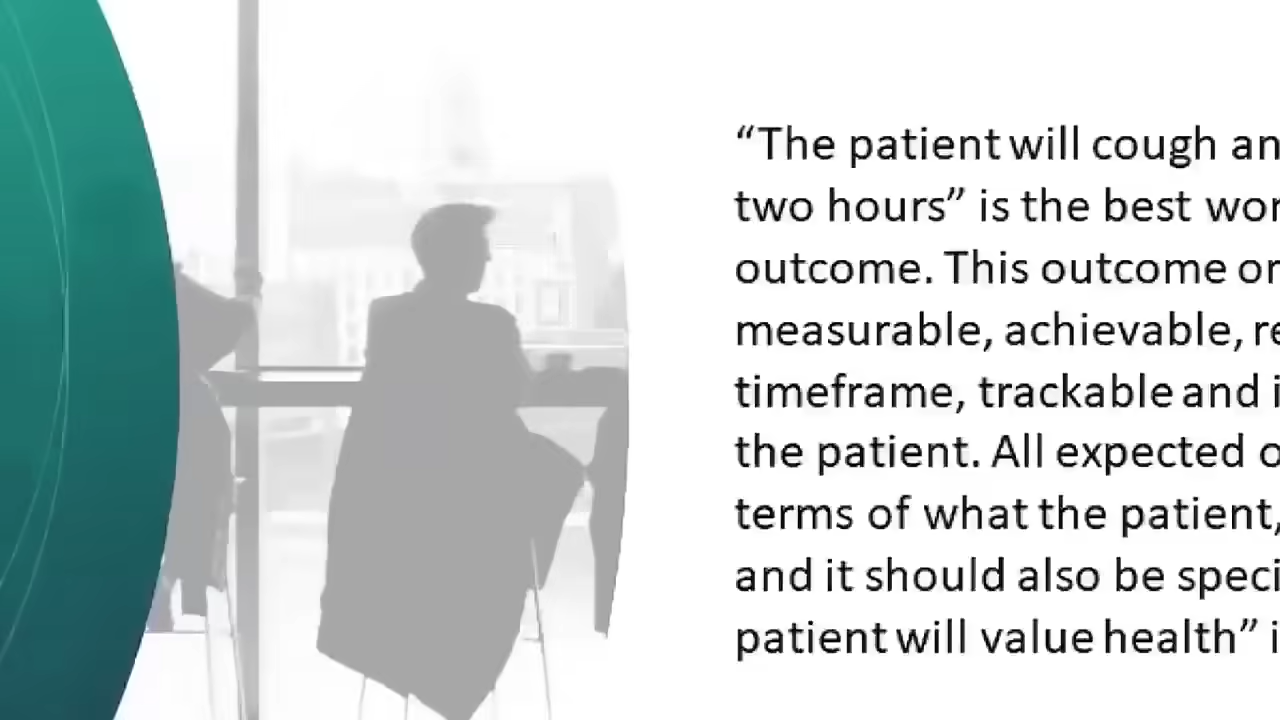 “The patient will cough an
two hours” is the best wor
outcome. This outcome or
measurable, achievable, re
timeframe, trackable and i
the patient. All expected o
terms of what the patient,
and it should also be speci
patient will value health” i